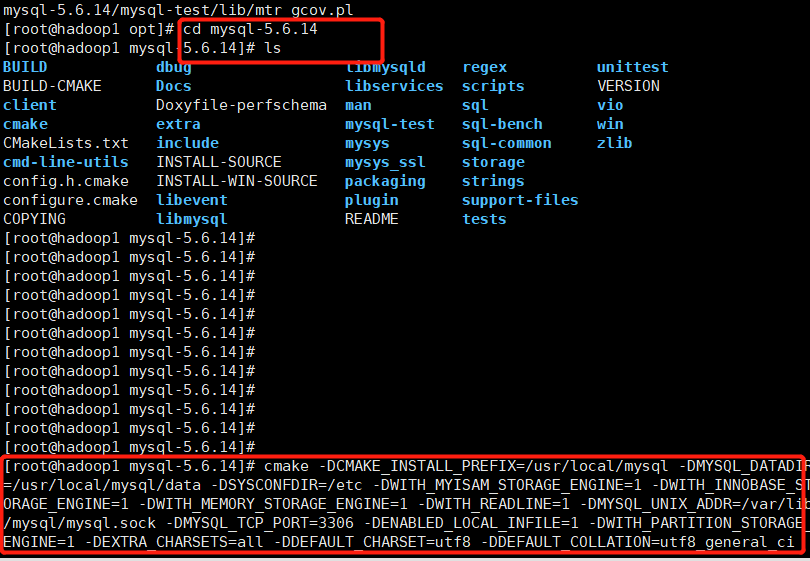 mysql-5.6.14/mysql-test/lib/mtr_gcov.pl
[root@hadoop1 opt]# cd mysql-5.6.14
[root@hadoop1 mysql-5.6.14]# ls
BUILD dbug libmysqld regex unittest
BUILD-CMAKE Docs libservices scripts VERSION
client Doxyfile-perfschema man sql vio
cmake extra mysql-test sql-bench win
CMakeLists.txt include mysys sql-common zlib
cmd-line-utils INSTALL-SOURCE mysys_ssl storage
config.h.cmake INSTALL-WIN-SOURCE packaging strings
configure.cmake libevent plugin support-files
COPYING libmysql README tests
[root@hadoop1 mysql-5.6.14]#
[root@hadoop1 mysql-5.6.14]#
[root@hadoop1 mysql-5.6.14]#
[root@hadoop1 mysql-5.6.14]#
[root@hadoop1 mysql-5.6.14]#
[root@hadoop1 mysql-5.6.14]#
[root@hadoop1 mysql-5.6.14]#
[root@hadoop1 mysql-5.6.14]#
[root@hadoop1 mysql-5.6.14]#
[root@hadoop1 mysql-5.6.14]#
[root@hadoop1 mysql-5.6.14]#
[root@hadoop1 mysql-5.6.14]#
[root@hadoop1 mysql-5.6.14]# cmake -DCMAKE_INSTALL_PREFIX=/usr/local/mysql -DMYSQL_DATADIR
=/usr/local/mysql/data -DSYSCONFDIR=/etc -DWITH_MYISAM_STORAGE_ENGINE=1 -DWITH_INNOBASE_ST
ORAGE_ENGINE=1 -DWITH_MEMORY_STORAGE_ENGINE=1 -DWITH_READLINE=1 -DMYSQL_UNIX_ADDR=/var/lib
/mysql/mysql.sock -DMYSQL_TCP_PORT=3306 -DENABLED_LOCAL_INFILE=1 -DWITH_PARTITION_STORAGE_
ENGINE=1 -DEXTRA_CHARSETS=all -DDEFAULT_CHARSET=utf8 -DDEFAULT_COLLATION=utf8_general_ci